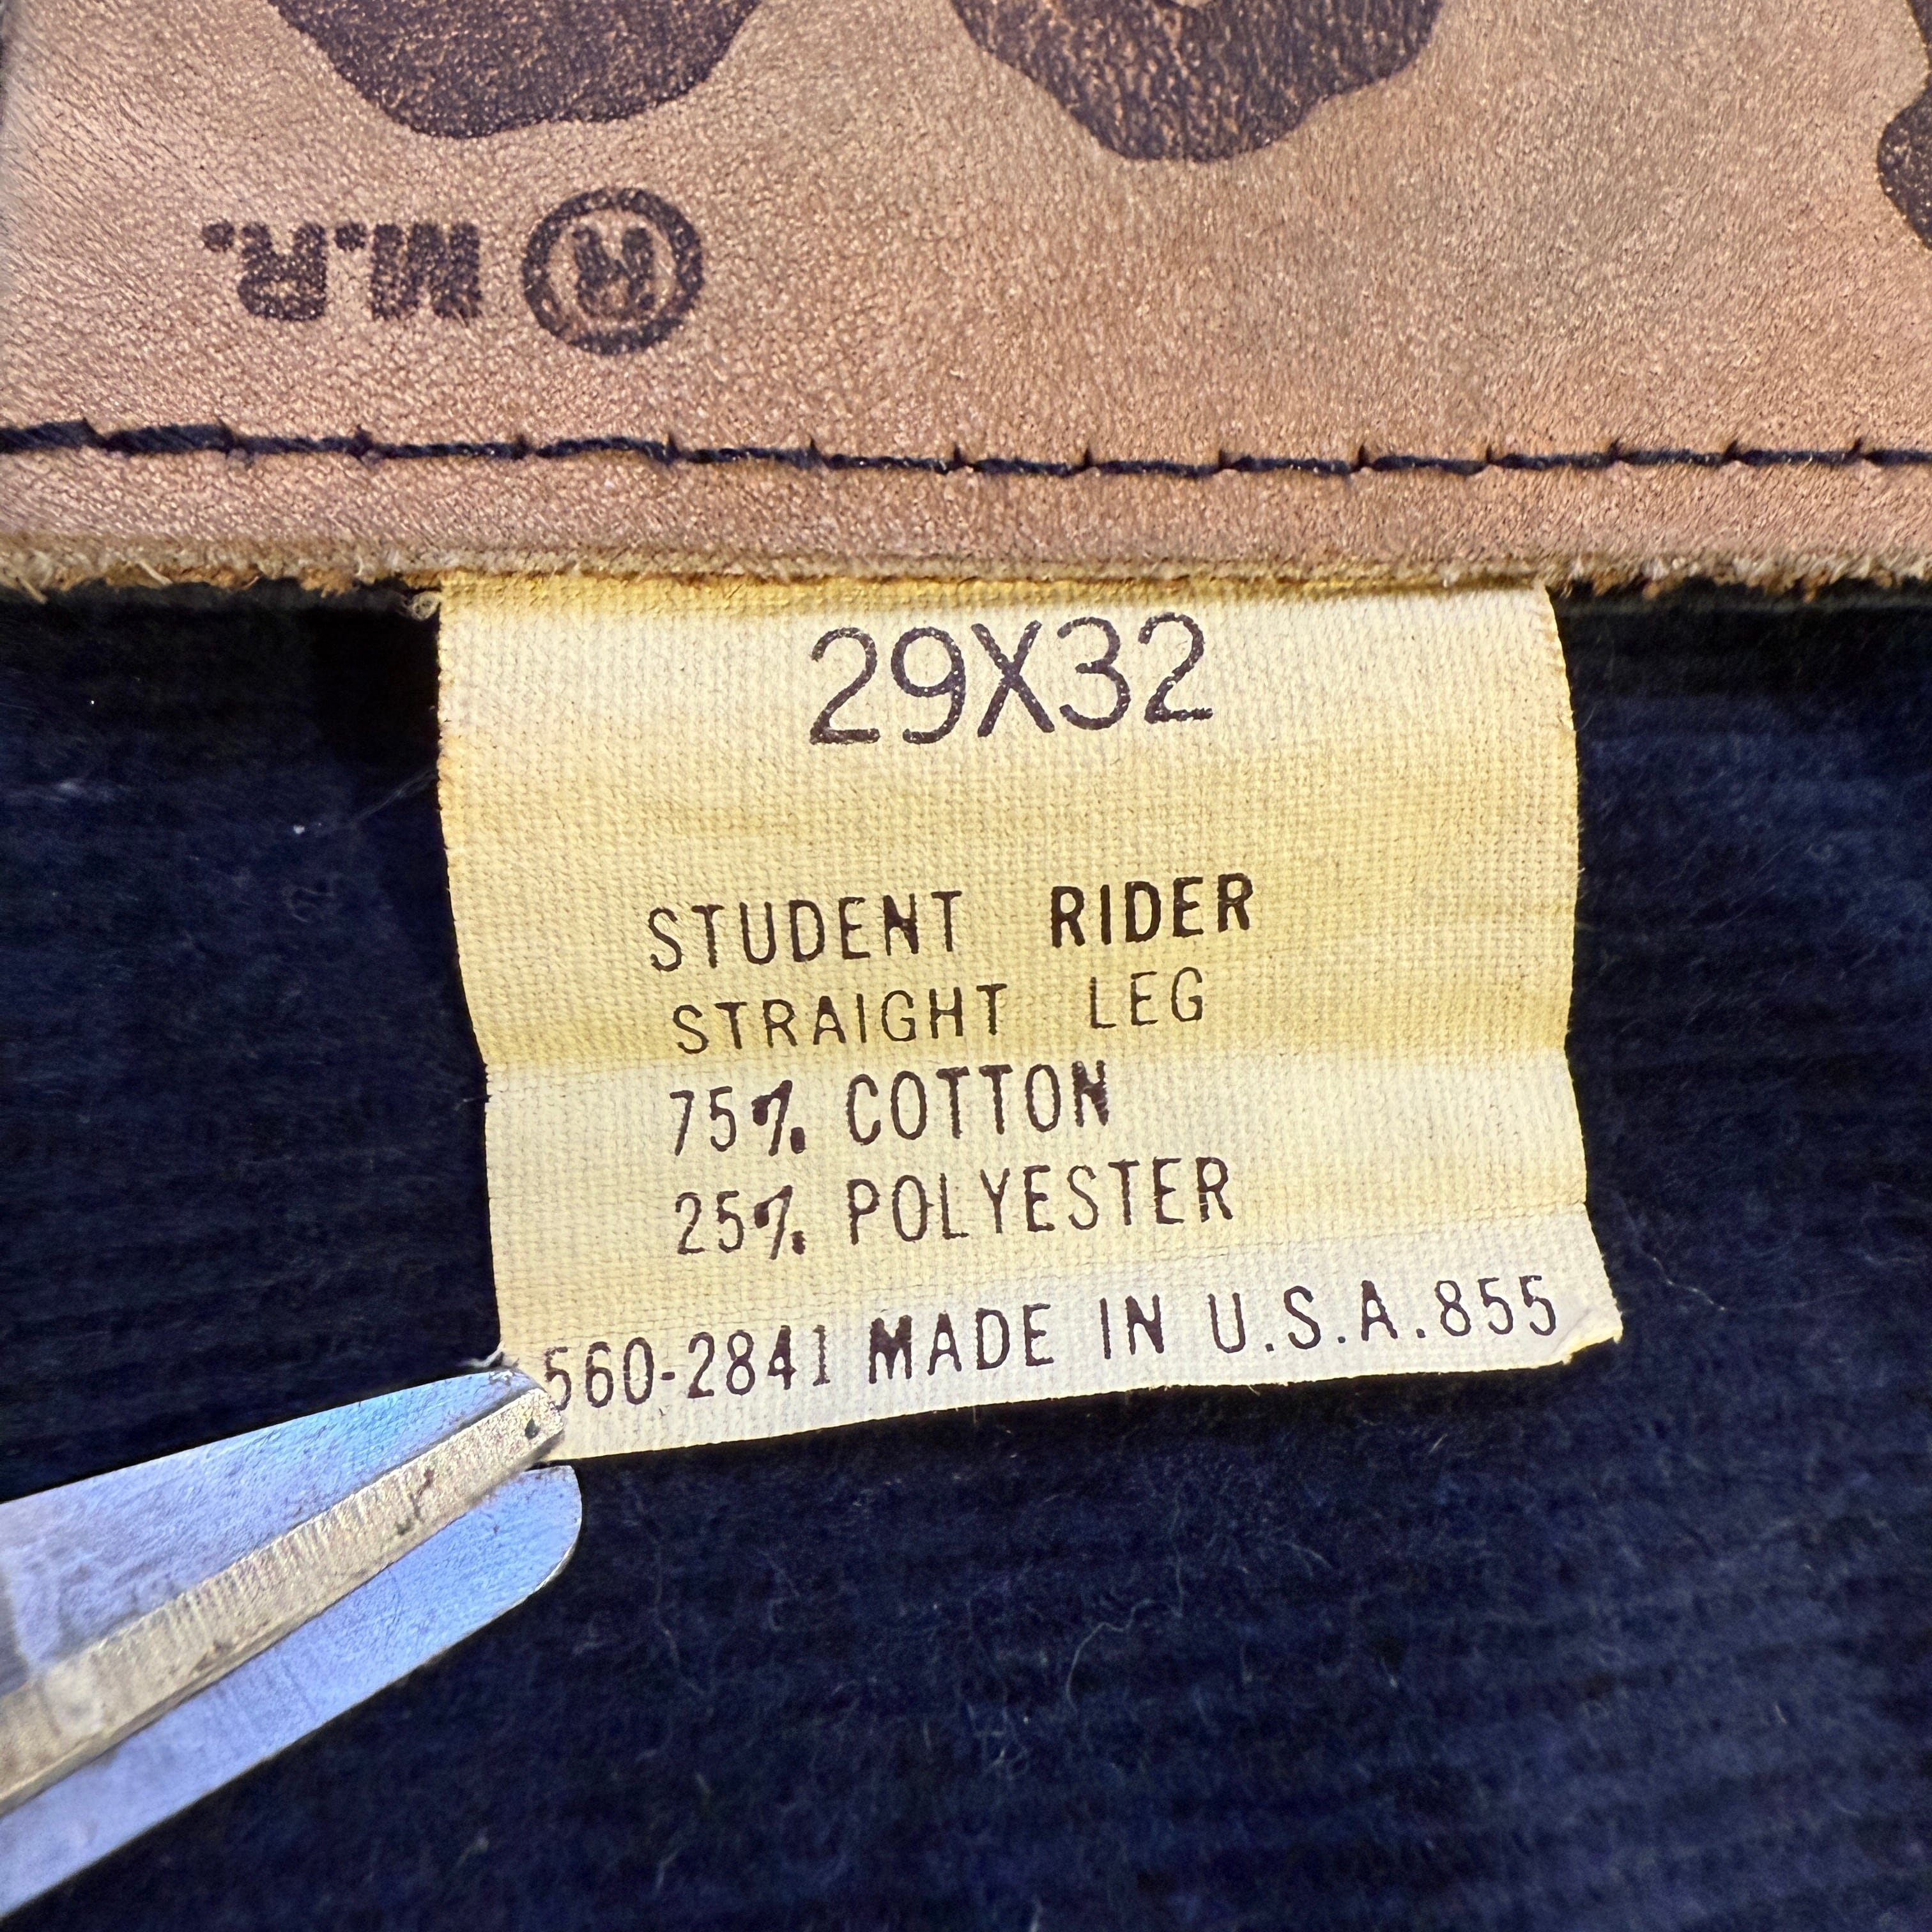 ® M.R.
29X32
STUDENT RIDER
STRAIGHT LEG
75% COTTON
25% POLYESTER
560-2841 MADE IN U.S.A. 855